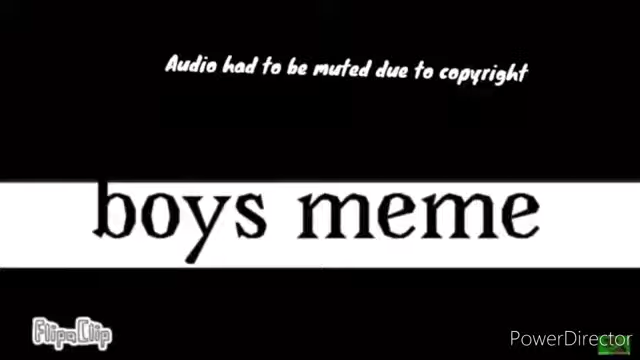 Audio had to be muted due to copyright
boys meme
FlipaClip
PowerDirector